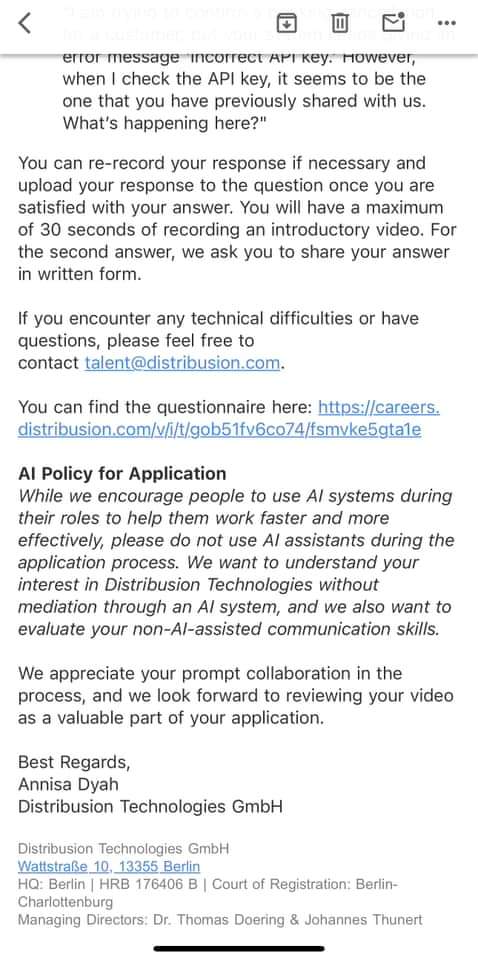 error message 'Incorrect API key.' However,
when I check the API key, it seems to be the
one that you have previously shared with us.
What's happening here?"
You can re-record your response if necessary and
upload your response to the question once you are
satisfied with your answer. You will have a maximum
of 30 seconds of recording an introductory video. For
the second answer, we ask you to share your answer
in written form.
If you encounter any technical difficulties or have
questions, please feel free to
contact talent@distribusion.com.
You can find the questionnaire here: https://careers.
distribusion.com/v/i/t/gob51fv6co74/fsmvke5gta1e
AI Policy for Application
While we encourage people to use AI systems during
their roles to help them work faster and more
effectively, please do not use AI assistants during the
application process. We want to understand your
interest in Distribusion Technologies without
mediation through an AI system, and we also want to
evaluate your non-AI-assisted communication skills.
We appreciate your prompt collaboration in the
process, and we look forward to reviewing your video
as a valuable part of your application.
Best Regards,
Annisa Dyah
Distribusion Technologies GmbH
Distribusion Technologies GmbH
Wattstraße 10, 13355 Berlin
HQ: Berlin | HRB 176406 B | Court of Registration: Berlin-
Charlottenburg
Managing Directors: Dr. Thomas Doering & Johannes Thunert